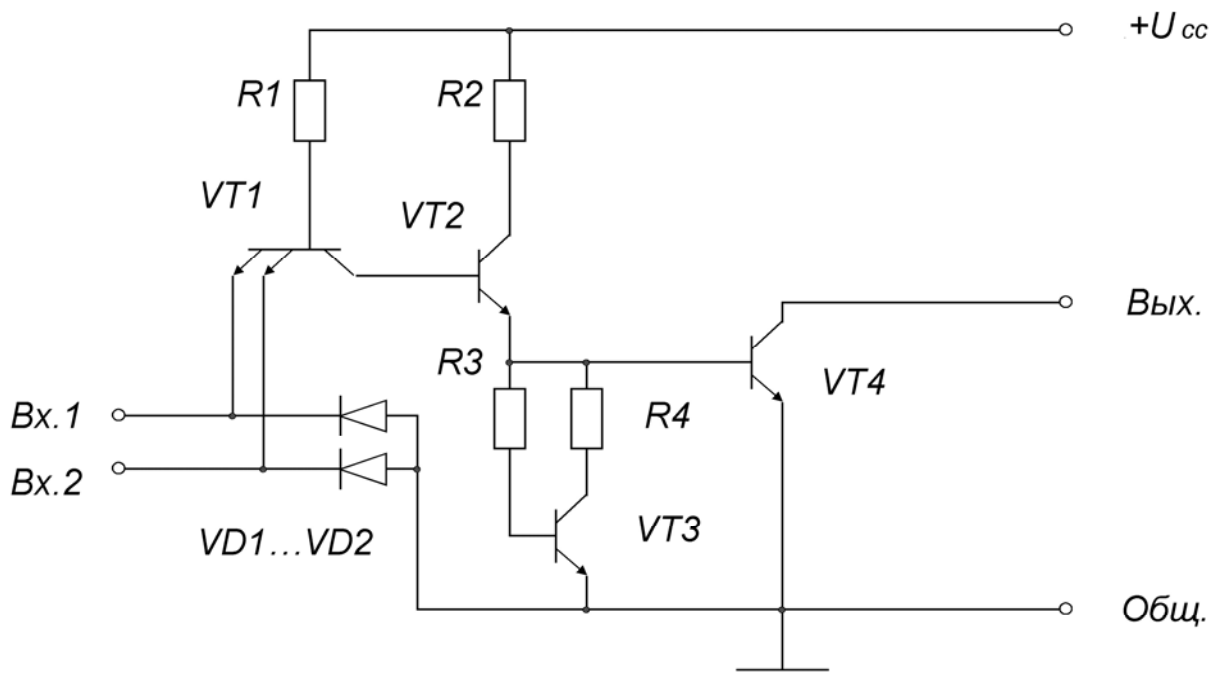 +U cc
R1
R2
VT1
VT2
Вых.
R3
VT4
Вх.1
R4
Вх.2
VD1...VD2
VT3
Общ.